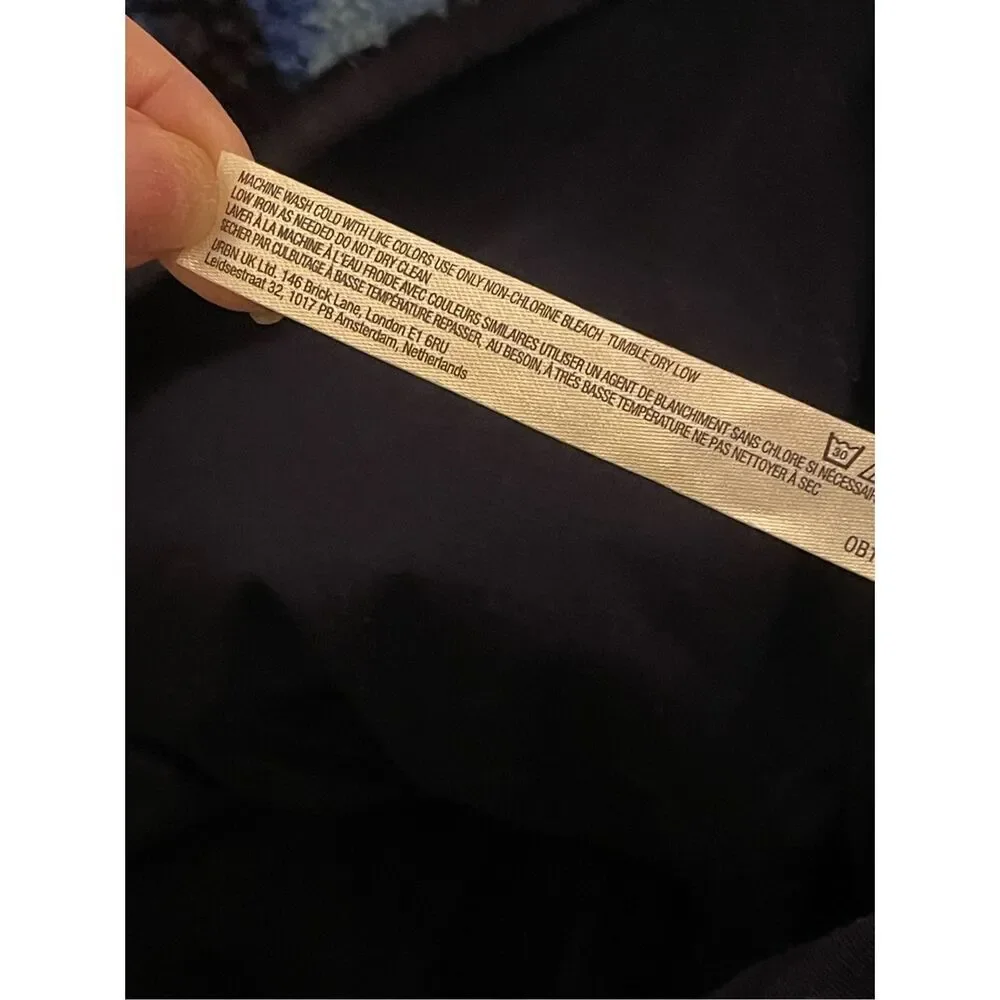 MACHINE WASH COLD WITH LIKE COLORS USE ONLY NON-CHLORINE BLEACH TUMBLE DRY LOW
LOW IRON AS NEEDED DO NOT DRY CLEAN
LAVER À LA MACHINE À L'EAU FROIDE AVEC COULEURS SIMILAIRES UTILISER UN AGENT DE BLANCHIMENT SANS CHLORE SI NÉCESSAIR
SECHER PAR CULBUTAGE À BASSE TEMPÉRATURE REPASSER, AU BESOIN, À TRÈS BASSE TEMPÉRATURE NE PAS NETTOYER À SEC
URBN UK Ltd. 146 Brick Lane, London E1 6RU
Leidsestraat 32, 1017 PB Amsterdam, Netherlands
30
OB1